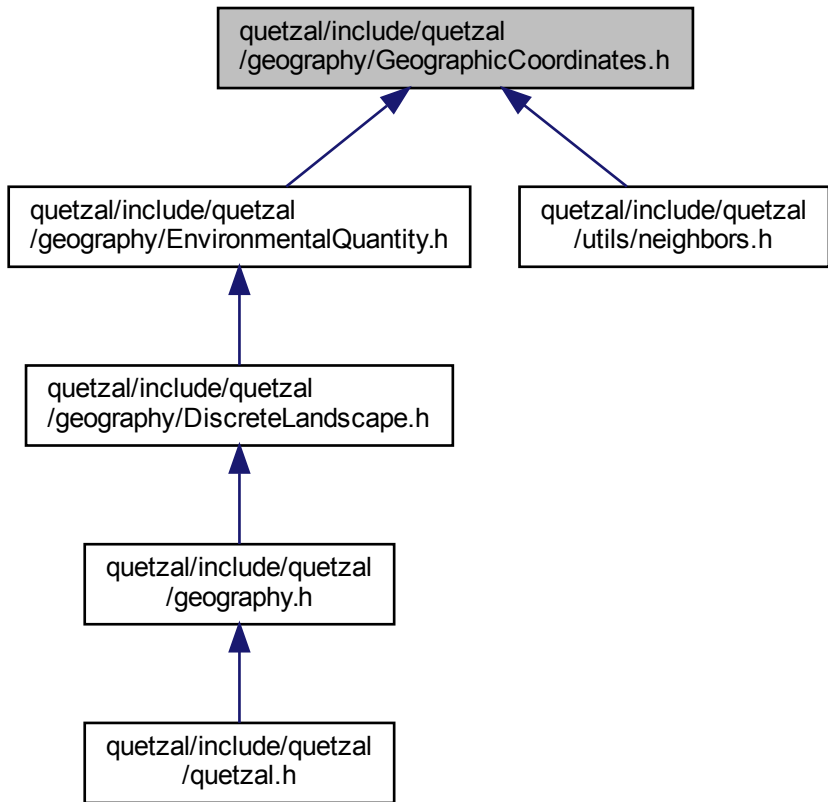 quetzal/include/quetzal
/geography/GeographicCoordinates.h
quetzal/include/quetzal
/geography/EnvironmentalQuantity.h
quetzal/include/quetzal
/utils/neighbors.h
quetzal/include/quetzal
/geography/DiscreteLandscape.h
quetzal/include/quetzal
/geography.h
quetzal/include/quetzal
/quetzal.h